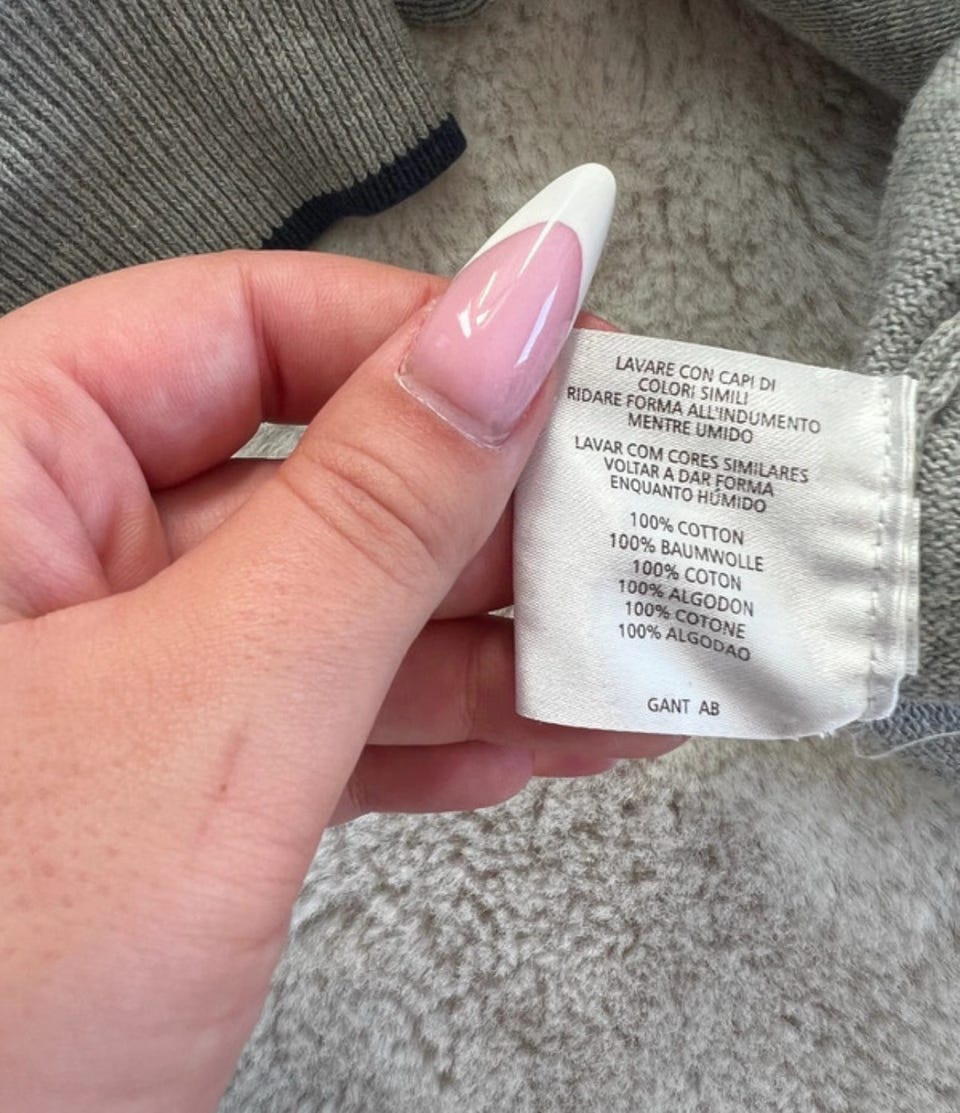 LAVARE CON CAPI DI
COLORI SIMILI
RIDARE FORMA ALL'INDUMENTO
MENTRE UMIDO
LAVAR COM CORES SIMILARES
VOLTAR A DAR FORMA
ENQUANTO HÚMIDO
100% COTTON
100% BAUMWOLLE
100% COTON
100% ALGODON
100% COTONE
100% ALGODAO
GANT AB